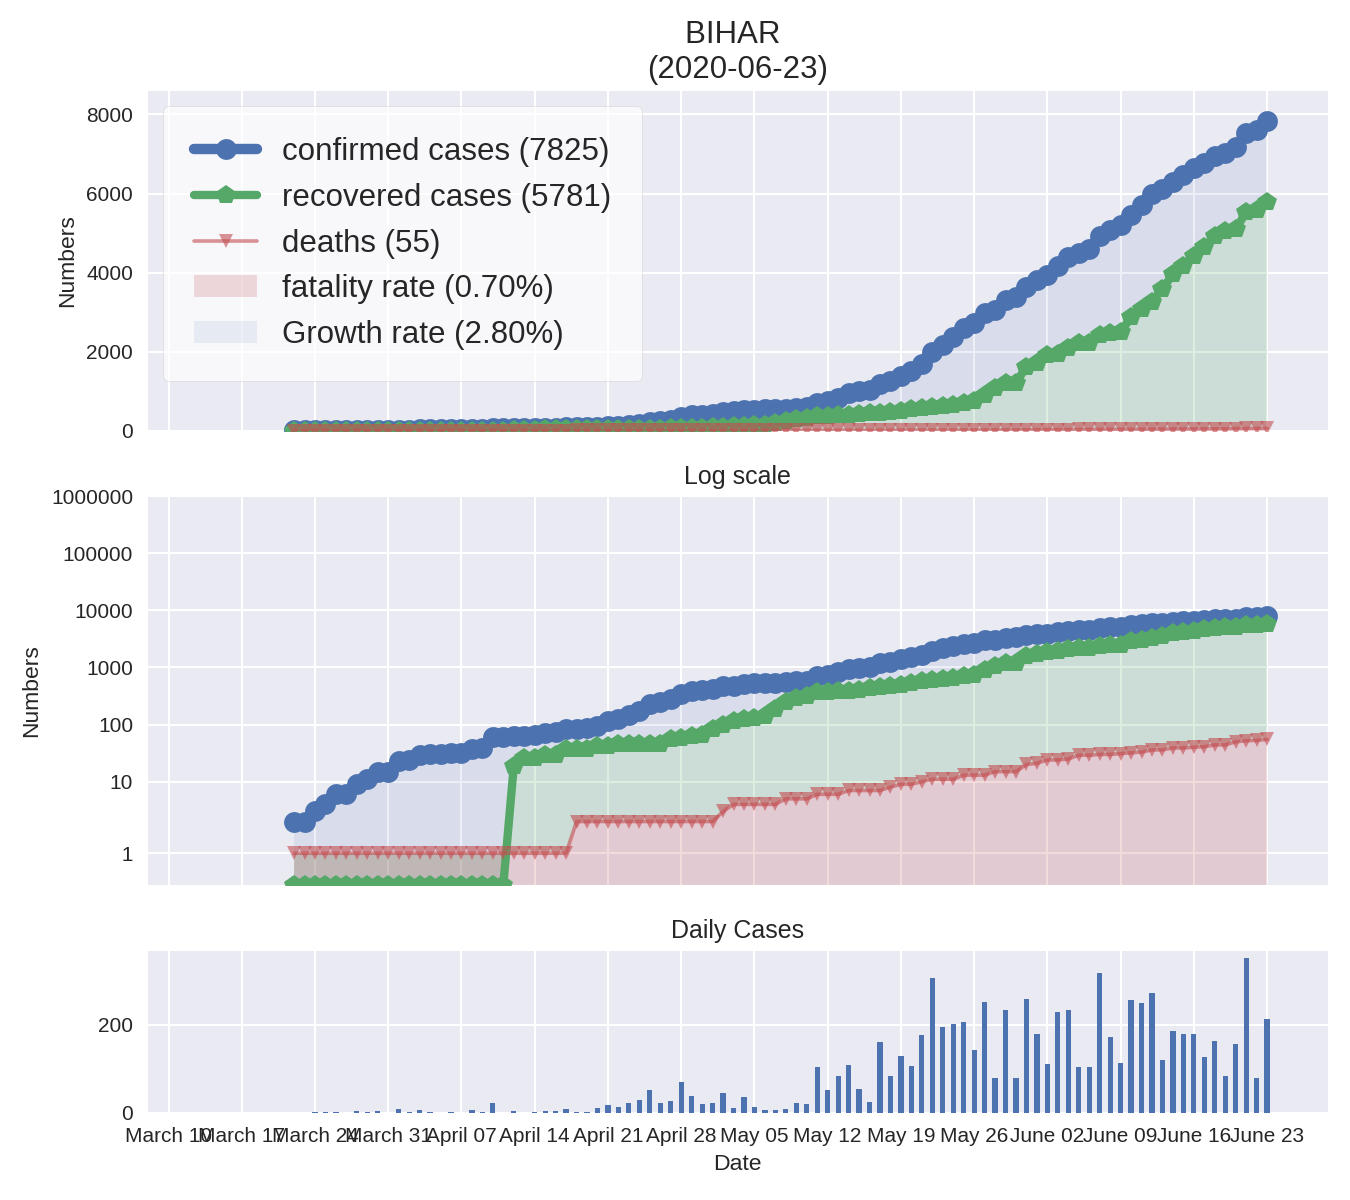 BIHAR
(2020-06-23)
8000
6000
4000
2000
0
Numbers
confirmed cases (7825)
recovered cases (5781)
deaths (55)
fatality rate (0.70%)
Growth rate (2.80%)
Log scale
1000000
100000
10000
1000
100
10
1
Numbers
Daily Cases
200
0
March 10 March 17 March 24 March 31 April 07 April 14 April 21 April 28 May 05 May 12 May 19 May 26 June 02 June 09 June 16 June 23
Date